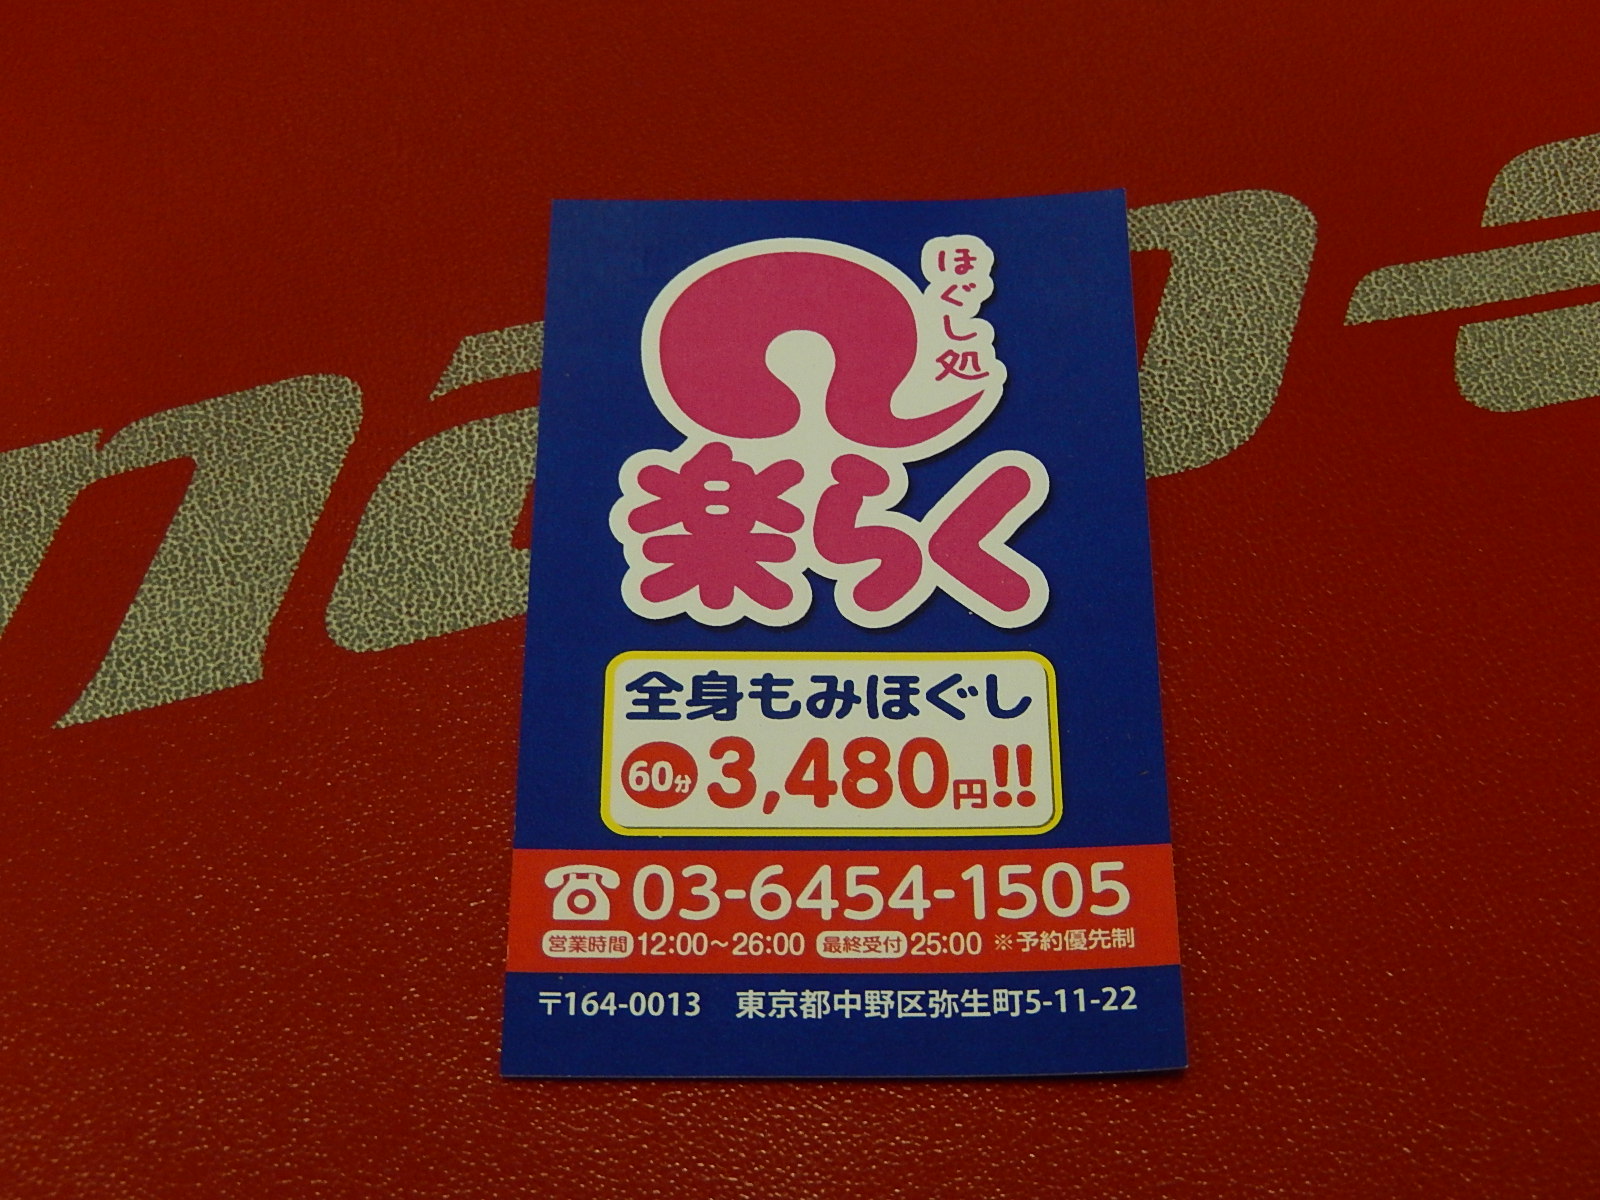 ほぐし処
楽らく
全身もみほぐし
60分 3,480円!!
03-6454-1505
営業時間 12:00～26:00 最終受付 25:00 ※予約優先制
〒164-0013 東京都中野区弥生町5-11-22